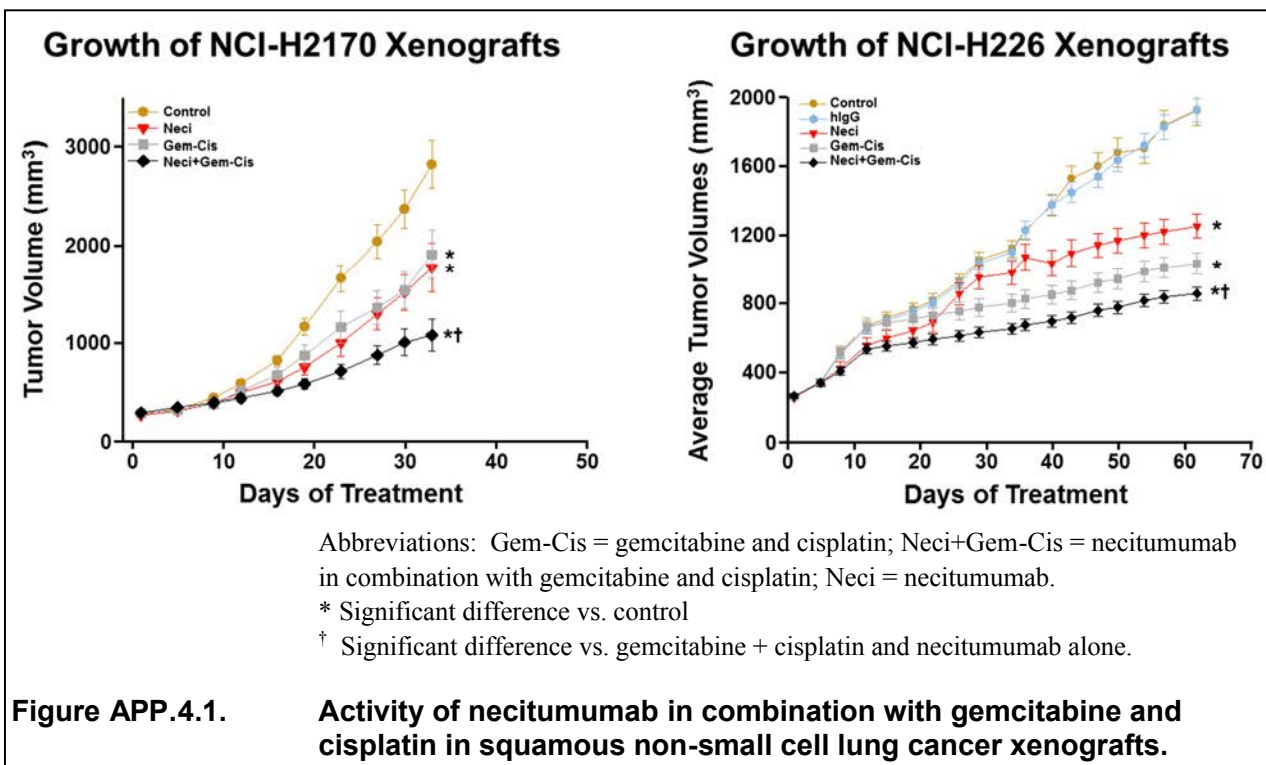 Growth of NCI-H2170 Xenografts
Control
Neci
Gem-Cis
Neci+Gem-Cis
Tumor Volume (mm³)
3000
2000
1000
0
0 10 20 30 40 50
*
*
*†
Days of Treatment
Growth of NCI-H226 Xenografts
Control
hIgG
Neci
Gem-Cis
Neci+Gem-Cis
Average Tumor Volumes (mm³)
2000
1600
1200
800
400
0
0 10 20 30 40 50 60 70
*
*
*†
Days of Treatment
Abbreviations: Gem-Cis = gemcitabine and cisplatin; Neci+Gem-Cis = necitumumab
in combination with gemcitabine and cisplatin; Neci = necitumumab.
* Significant difference vs. control
† Significant difference vs. gemcitabine + cisplatin and necitumumab alone.
Figure APP.4.1. Activity of necitumumab in combination with gemcitabine and
cisplatin in squamous non-small cell lung cancer xenografts.